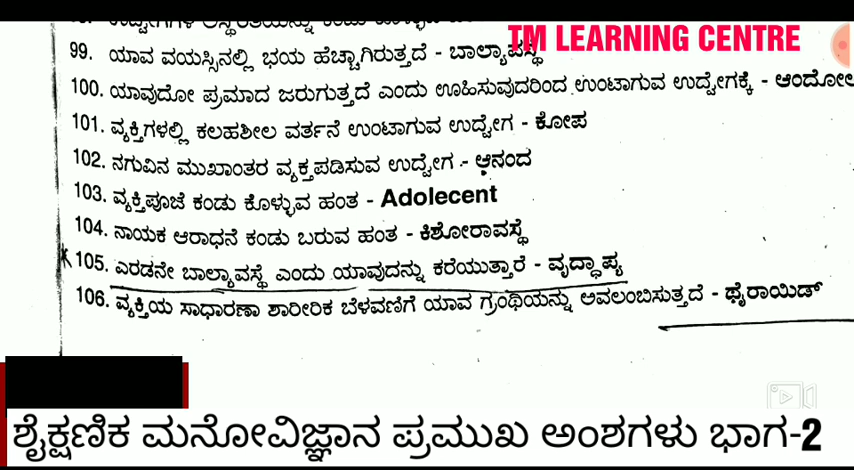 TM LEARNING CENTRE
99. ಯಾವ ವಯಸ್ಸಿನಲ್ಲಿ ಭಯ ಹೆಚ್ಚಾಗಿರುತ್ತದೆ - ಬಾಲ್ಯಾವಸ್ಥೆ
100. ಯಾವುದೋ ಪ್ರಮಾದ ಜರುಗುತ್ತದೆ ಎಂದು ಊಹಿಸುವುದರಿಂದ ಉಂಟಾಗುವ ಉದ್ವೇಗಕ್ಕೆ - ಆಂದೋಲ
101. ವ್ಯಕ್ತಿಗಳಲ್ಲಿ ಕಲಹಶೀಲ ವರ್ತನೆ ಉಂಟಾಗುವ ಉದ್ವೇಗ - ಕೋಪ
102. ನಗುವಿನ ಮುಖಾಂತರ ವ್ಯಕ್ತಪಡಿಸುವ ಉದ್ವೇಗ - ಆನಂದ
103. ವ್ಯಕ್ತಿಪೂಜೆ ಕಂಡು ಕೊಳ್ಳುವ ಹಂತ - Adolecent
104. ನಾಯಕ ಆರಾಧನೆ ಕಂಡು ಬರುವ ಹಂತ - ಕಿಶೋರಾವಸ್ಥೆ
105. ಎರಡನೇ ಬಾಲ್ಯಾವಸ್ಥೆ ಎಂದು ಯಾವುದನ್ನು ಕರೆಯುತ್ತಾರೆ - ವೃದ್ಧಾಪ್ಯ
106. ವ್ಯಕ್ತಿಯ ಸಾಧಾರಣಾ ಶಾರೀರಿಕ ಬೆಳವಣಿಗೆ ಯಾವ ಗ್ರಂಥಿಯನ್ನು ಅವಲಂಬಿಸುತ್ತದೆ - ಥೈರಾಯಿಡ್
ಶೈಕ್ಷಣಿಕ ಮನೋವಿಜ್ಞಾನ ಪ್ರಮುಖ ಅಂಶಗಳು ಭಾಗ-2